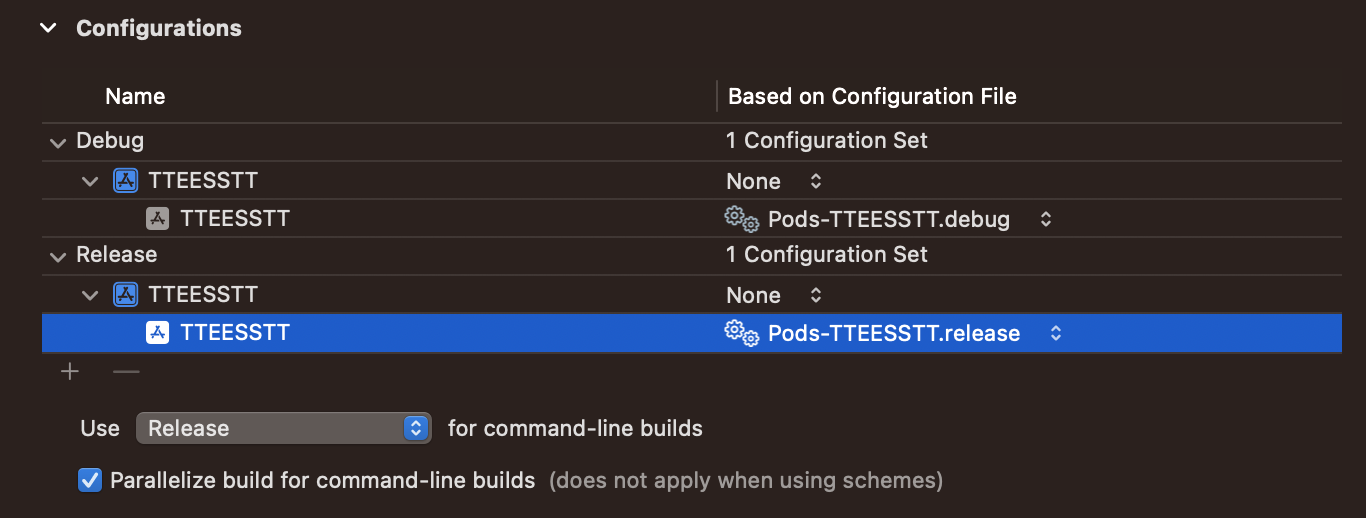 Configurations
Name Based on Configuration File
Debug 1 Configuration Set
TTEESSTT None
TTEESSTT Pods-TTEESSTT.debug
Release 1 Configuration Set
TTEESSTT None
TTEESSTT Pods-TTEESSTT.release
Use Release for command-line builds
Parallelize build for command-line builds (does not apply when using schemes)